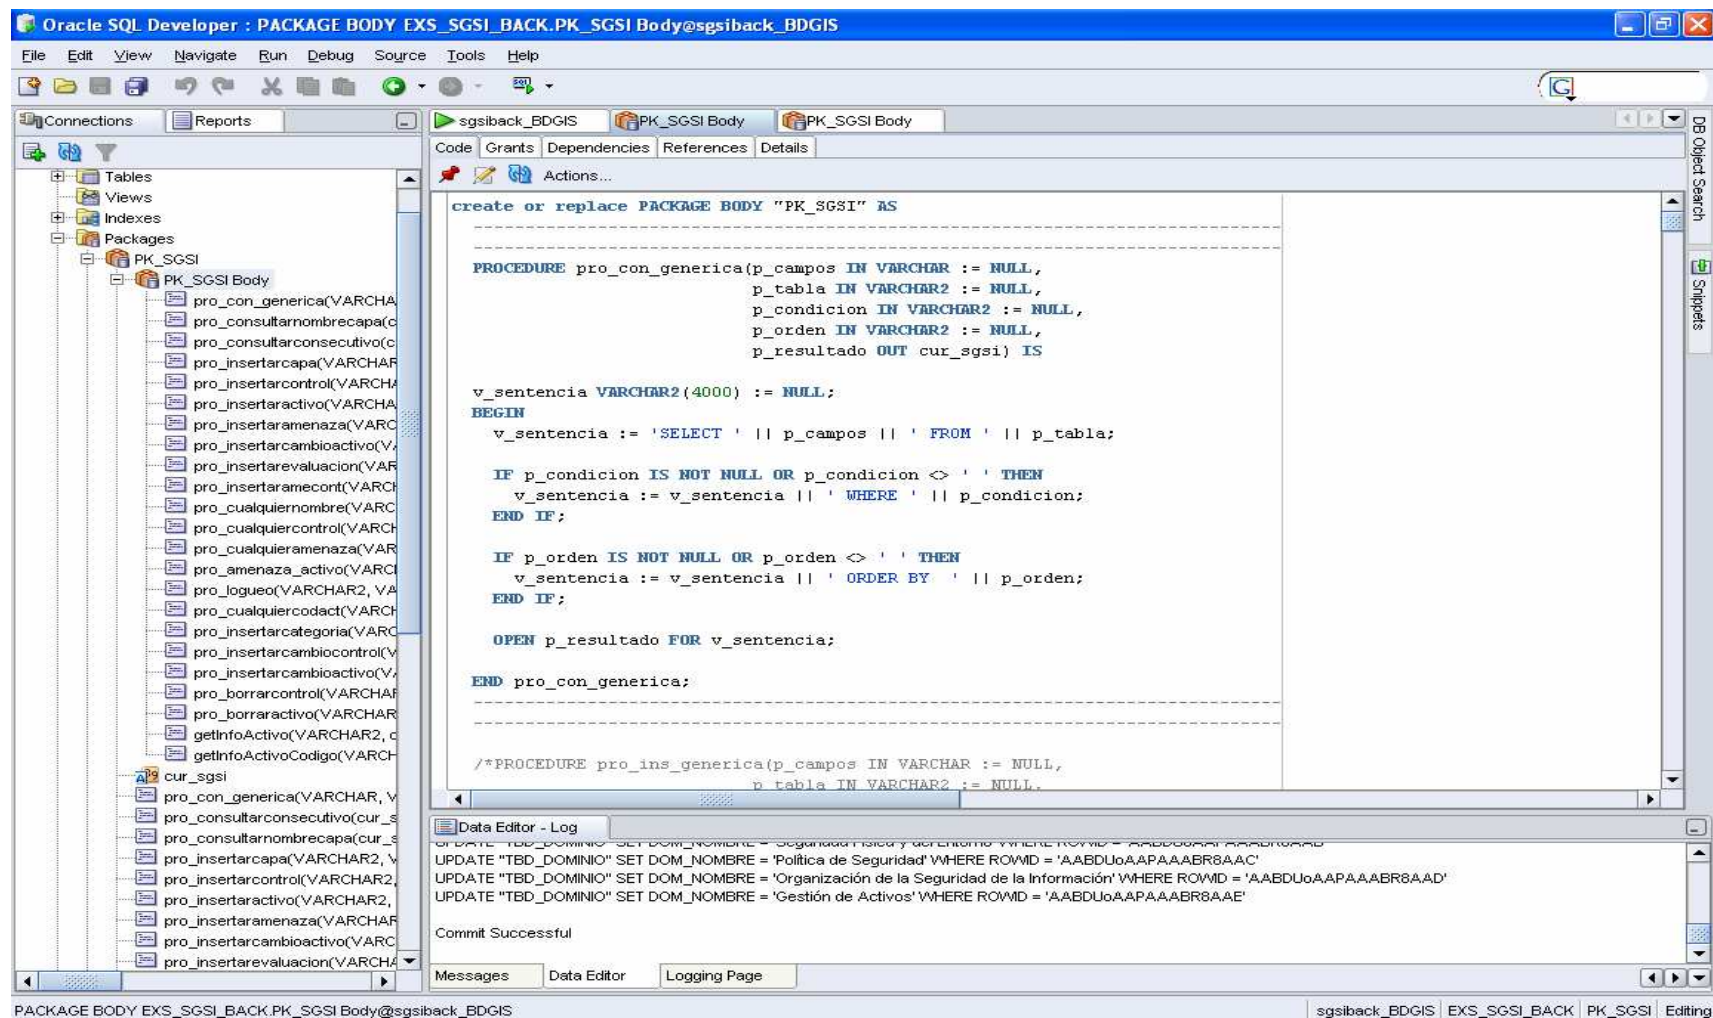 Oracle SQL Developer : PACKAGE BODY EXS_SGSI_BACK.PK_SGSI Body@sgsiback_BDGIS
File Edit View Navigate Run Debug Source Tools Help
Connections Reports
Tables
Views
Indexes
Packages
PK_SGSI
PK_SGSI Body
pro_con_generica(VARCHA
pro_consultarnombrecapa(c
pro_consultarconsecutivo(c
pro_insertarcapa(VARCHAR
pro_insertarcontrol(VARCHA
pro_insertaractivo(VARCHA
pro_insertaramenaza(VARC
pro_insertarcambioactivo(VA
pro_insertarevaluacion(VAR
pro_insertaramecont(VARCH
pro_cualquiernombre(VARC
pro_cualquiercontrol(VARCH
pro_cualquieramenaza(VAR
pro_amenaza_activo(VARCI
pro_logueo(VARCHAR2, VA
pro_cualquiercodact(VARCH
pro_insertarcategoria(VARC
pro_insertarcambiocontrol(V
pro_insertarcambioactivo(VA
pro_borrarcontrol(VARCHAR
pro_borraractivo(VARCHAR
getInfoActivo(VARCHAR2, c
getInfoActivoCodigo(VARCH
cur_sgsi
pro_con_generica(VARCHAR, V
pro_consultarconsecutivo(cur_s
pro_consultarnombrecapa(cur_s
pro_insertarcapa(VARCHAR2, V
pro_insertarcontrol(VARCHAR2,
pro_insertaractivo(VARCHAR2,
pro_insertaramenaza(VARCHAR
pro_insertarcambioactivo(VARC
pro_insertarevaluacion(VARCHA
sgsiback_BDGIS PK_SGSI Body PK_SGSI Body
Code Grants Dependencies References Details
Actions...
create or replace PACKAGE BODY "PK_SGSI" AS
--------------------------------------------------------------------------
--------------------------------------------------------------------------
PROCEDURE pro_con_generica(p_campos IN VARCHAR := NULL,
p_tabla IN VARCHAR2 := NULL,
p_condicion IN VARCHAR2 := NULL,
p_orden IN VARCHAR2 := NULL,
p_resultado OUT cur_sgsi) IS
v_sentencia VARCHAR2(4000) := NULL;
BEGIN
v_sentencia := 'SELECT ' || p_campos || ' FROM ' || p_tabla;
IF p_condicion IS NOT NULL OR p_condicion <> ' ' THEN
v_sentencia := v_sentencia || ' WHERE ' || p_condicion;
END IF;
IF p_orden IS NOT NULL OR p_orden <> ' ' THEN
v_sentencia := v_sentencia || ' ORDER BY  ' || p_orden;
END IF;
OPEN p_resultado FOR v_sentencia;
END pro_con_generica;
--------------------------------------------------------------------------
--------------------------------------------------------------------------
/*PROCEDURE pro_ins_generica(p_campos IN VARCHAR := NULL,
p_tabla IN VARCHAR2 := NULL,
DB Object Search
Snippets
Data Editor - Log
UPDATE "TBD_DOMINIO" SET DOM_NOMBRE = 'Política de Seguridad' WHERE ROWID = 'AABDUoAAPAAABR8AAC'
UPDATE "TBD_DOMINIO" SET DOM_NOMBRE = 'Organización de la Seguridad de la Información' WHERE ROWID = 'AABDUoAAPAAABR8AAD'
UPDATE "TBD_DOMINIO" SET DOM_NOMBRE = 'Gestión de Activos' WHERE ROWID = 'AABDUoAAPAAABR8AAE'
Commit Successful
Messages Data Editor Logging Page
PACKAGE BODY EXS_SGSI_BACK.PK_SGSI Body@sgsiback_BDGIS
sgsiback_BDGIS EXS_SGSI_BACK PK_SGSI Editing